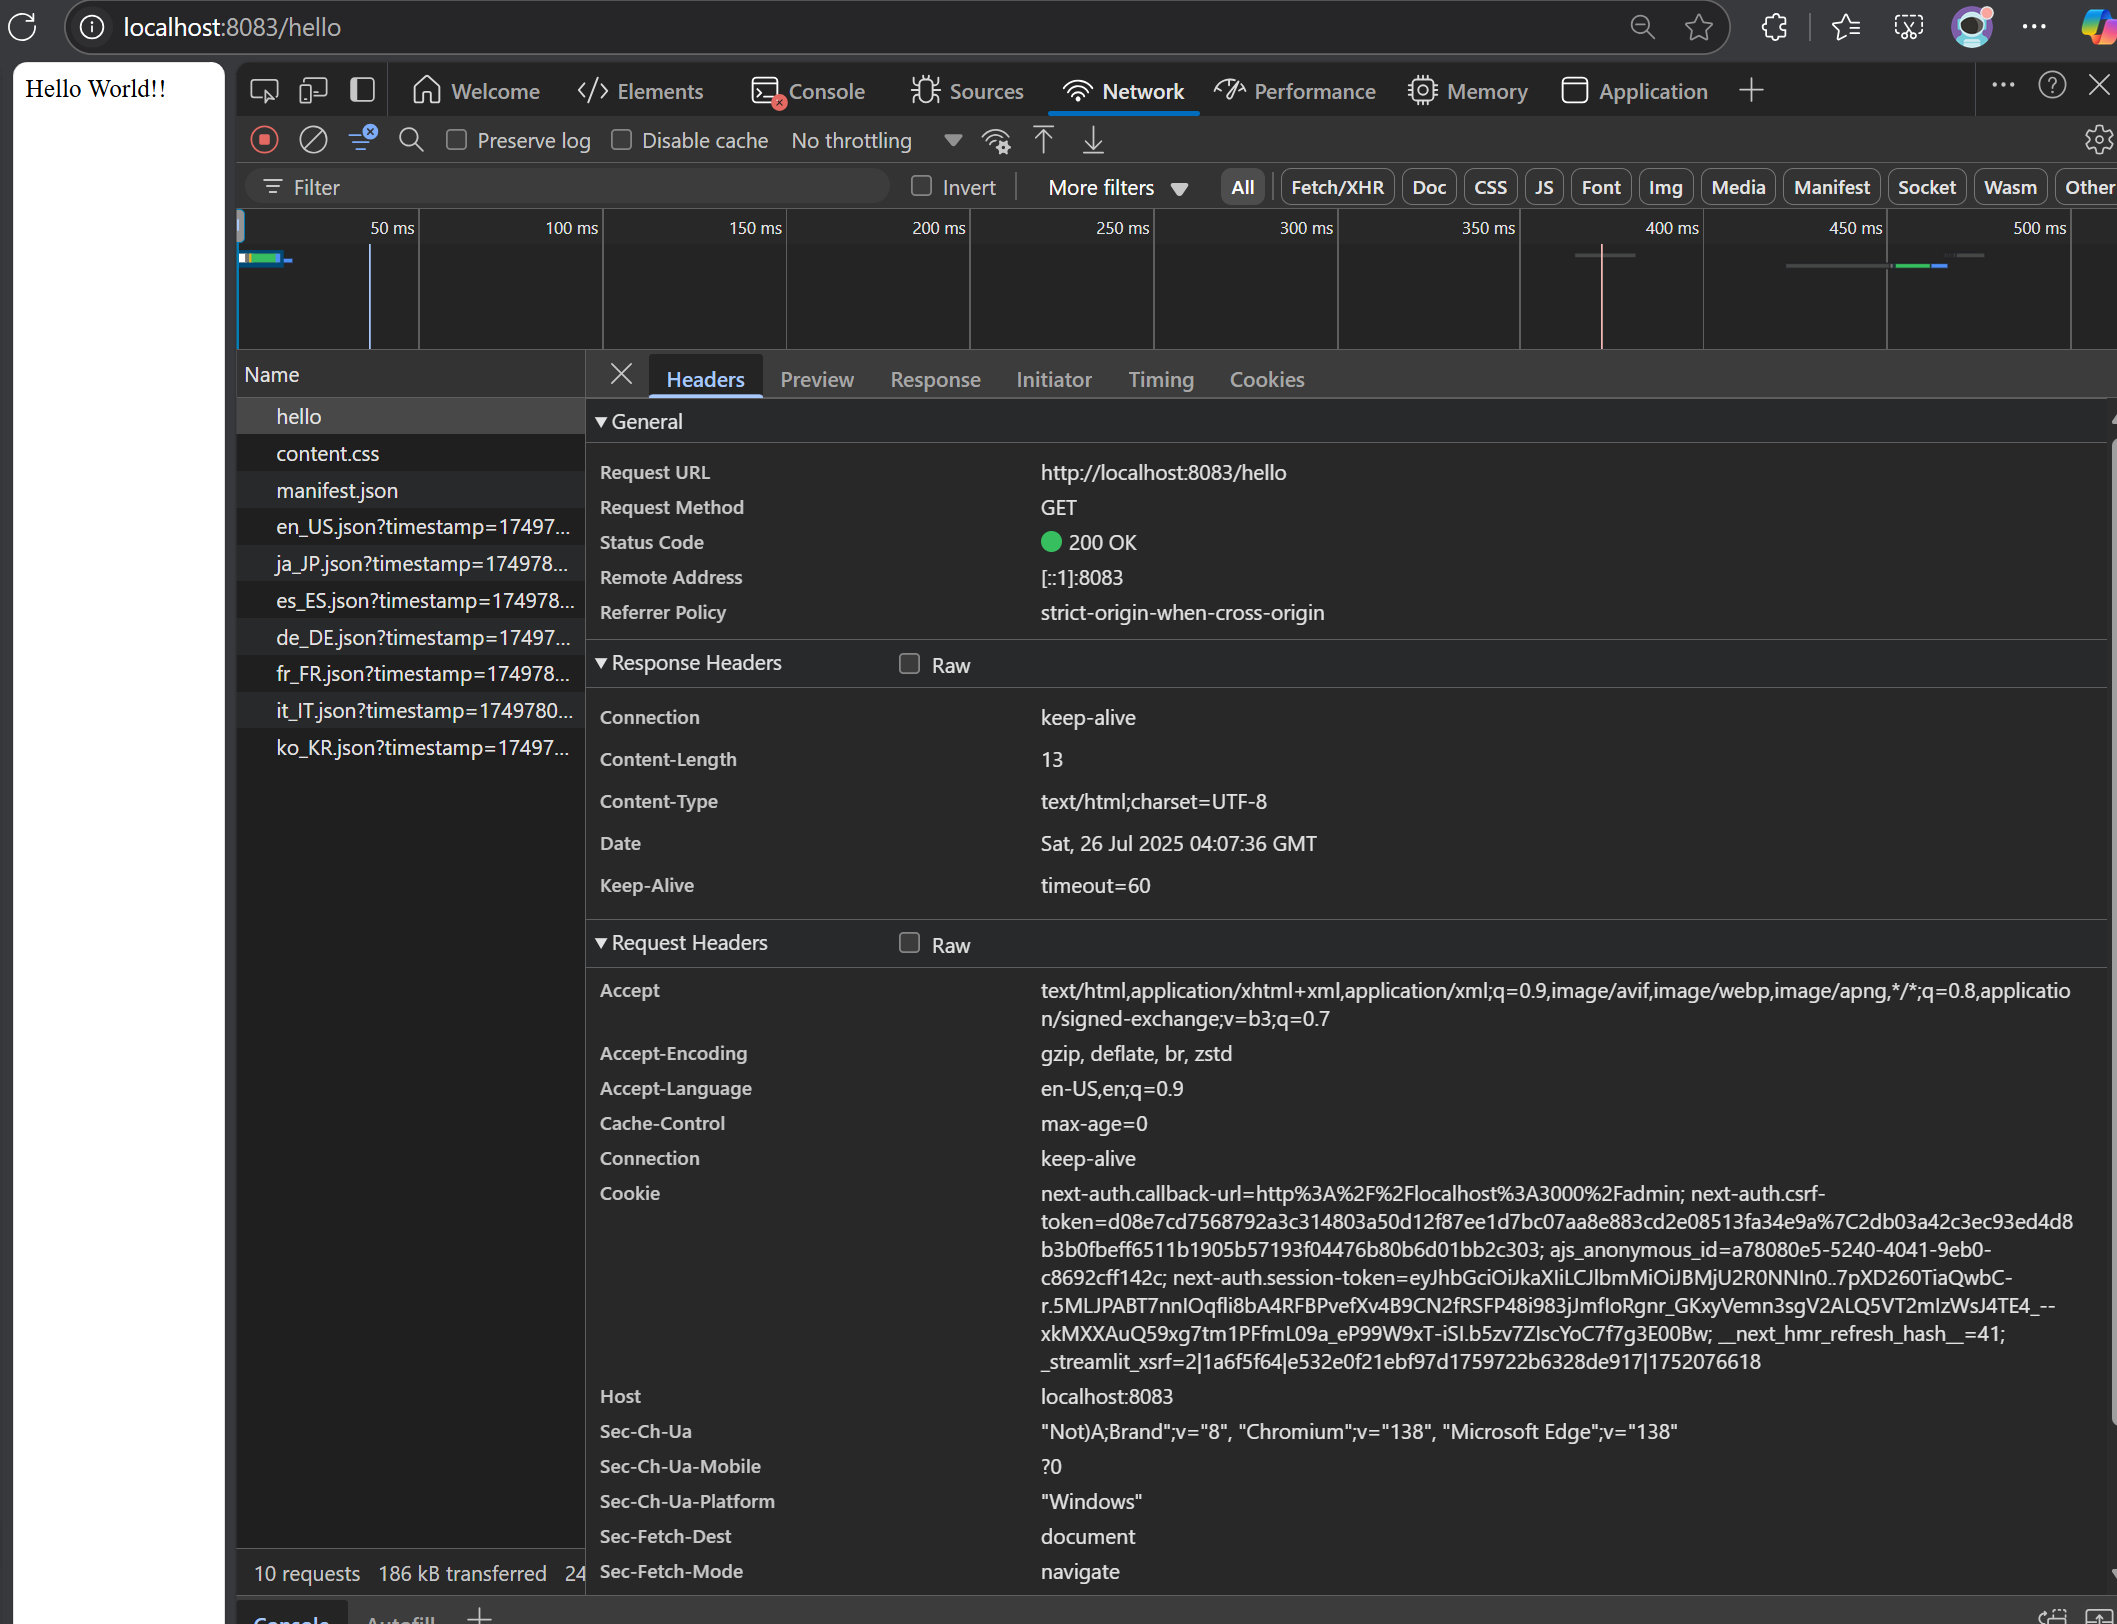 localhost:8083/hello
Hello World!!
Welcome
Elements
Console
Sources
Network
Performance
Memory
Application
Preserve log
Disable cache
No throttling
Filter
Invert
More filters
All
Fetch/XHR
Doc
CSS
JS
Font
Img
Media
Manifest
Socket
Wasm
Other
50 ms
100 ms
150 ms
200 ms
250 ms
300 ms
350 ms
400 ms
450 ms
500 ms
Name
hello
content.css
manifest.json
en_US.json?timestamp=17497...
ja_JP.json?timestamp=174978...
es_ES.json?timestamp=174978...
de_DE.json?timestamp=17497...
fr_FR.json?timestamp=174978...
it_IT.json?timestamp=1749780...
ko_KR.json?timestamp=17497...
Headers
Preview
Response
Initiator
Timing
Cookies
General
Request URL
http://localhost:8083/hello
Request Method
GET
Status Code
200 OK
Remote Address
[::1]:8083
Referrer Policy
strict-origin-when-cross-origin
Response Headers
Raw
Connection
keep-alive
Content-Length
13
Content-Type
text/html;charset=UTF-8
Date
Sat, 26 Jul 2025 04:07:36 GMT
Keep-Alive
timeout=60
Request Headers
Raw
Accept
text/html,application/xhtml+xml,application/xml;q=0.9,image/avif,image/webp,image/apng,*/*;q=0.8,applicatio
n/signed-exchange;v=b3;q=0.7
Accept-Encoding
gzip, deflate, br, zstd
Accept-Language
en-US,en;q=0.9
Cache-Control
max-age=0
Connection
keep-alive
Cookie
next-auth.callback-url=http%3A%2F%2Flocalhost%3A3000%2Fadmin; next-auth.csrf-
token=d08e7cd7568792a3c314803a50d12f87ee1d7bc07aa8e883cd2e08513fa34e9a%7C2db03a42c3ec93ed4d8
b3b0fbeff6511b1905b57193f04476b80b6d01bb2c303; ajs_anonymous_id=a78080e5-5240-4041-9eb0-
c8692cff142c; next-auth.session-token=eyJhbGciOiJkaXIiLCJlbmMiOiJBMjU2R0NNIn0..7pXD260TiaQwbC-
r.5MLJPABT7nnIOqfli8bA4RFBPvefXv4B9CN2fRSFP48i983jJmfIoRgnr_GKxyVemn3sgV2ALQ5VT2mIzWsJ4TE4_--
xkMXXAuQ59xg7tm1PFfmL09a_eP99W9xT-iSI.b5zv7ZIscYoC7f7g3E00Bw; __next_hmr_refresh_hash__=41;
_streamlit_xsrf=2|1a6f5f64|e532e0f21ebf97d1759722b6328de917|1752076618
Host
localhost:8083
Sec-Ch-Ua
"Not)A;Brand";v="8", "Chromium";v="138", "Microsoft Edge";v="138"
Sec-Ch-Ua-Mobile
?0
Sec-Ch-Ua-Platform
"Windows"
Sec-Fetch-Dest
document
Sec-Fetch-Mode
navigate
10 requests
186 kB transferred
24
Console
Autofill